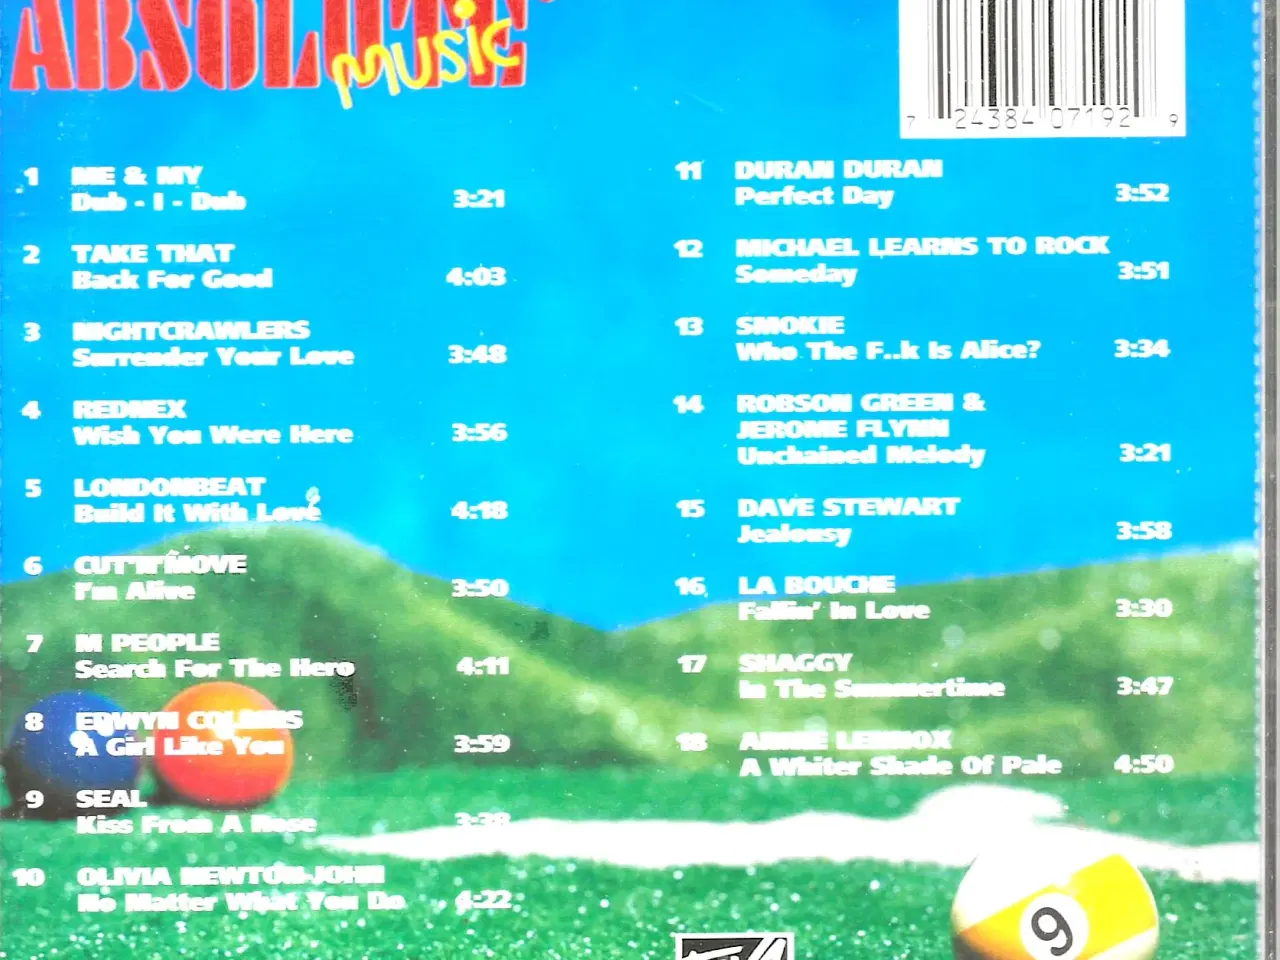 ABSOLUTE
MUSIC
7 24384 07192 9
1 ME & MY
Dub - I - Dub 3:21
2 TAKE THAT
Back For Good 4:03
3 NIGHTCRAWLERS
Surrender Your Love 3:48
4 REDNEX
Wish You Were Here 3:56
5 LONDONBEAT
Build It With Love 4:18
6 CUT'N'MOVE
I'm Alive 3:50
7 M PEOPLE
Search For The Hero 4:11
8 EDWYN COLLINS
A Girl Like You 3:59
9 SEAL
Kiss From A Rose 3:38
10 OLIVIA NEWTON-JOHN
No Matter What You Do 4:22
11 DURAN DURAN
Perfect Day 3:52
12 MICHAEL LEARNS TO ROCK
Someday 3:51
13 SMOKIE
Who The F..k Is Alice? 3:34
14 ROBSON GREEN &
JEROME FLYNN
Unchained Melody 3:21
15 DAVE STEWART
Jealousy 3:58
16 LA BOUCHE
Fallin' In Love 3:30
17 SHAGGY
In The Summertime 3:47
18 ANNIE LENNOX
A Whiter Shade Of Pale 4:50
9